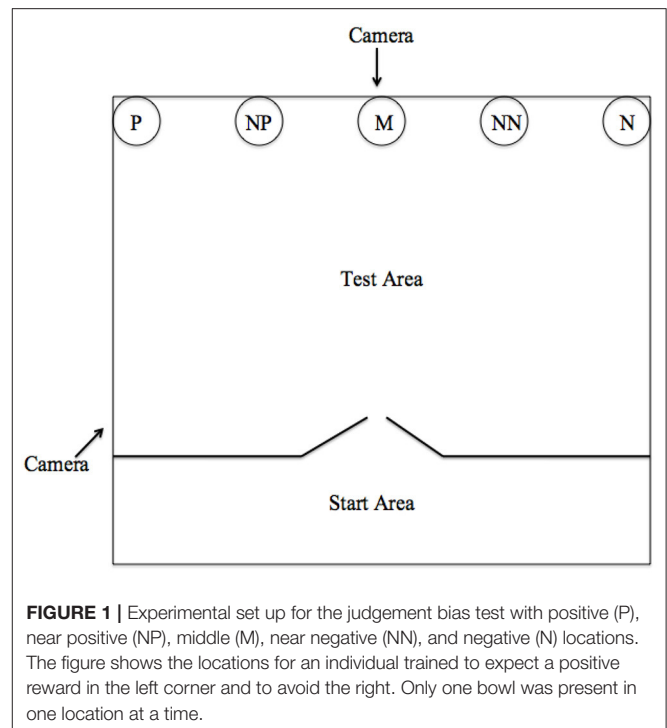 Camera
P NP M NN N
Test Area
Camera
Start Area
FIGURE 1 | Experimental set up for the judgement bias test with positive (P),
near positive (NP), middle (M), near negative (NN), and negative (N) locations.
The figure shows the locations for an individual trained to expect a positive
reward in the left corner and to avoid the right. Only one bowl was present in
one location at a time.